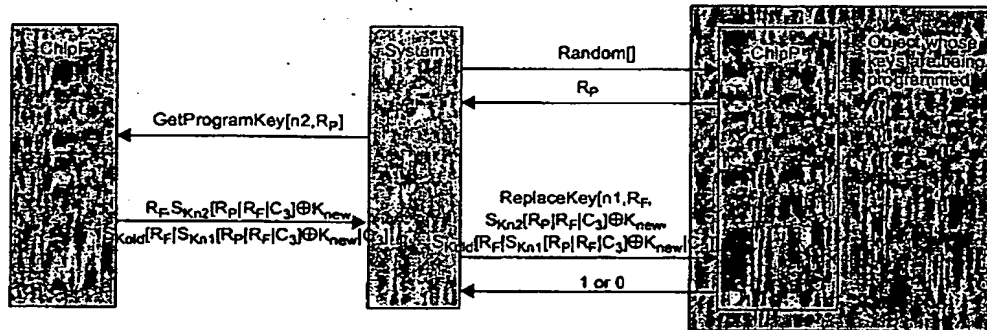 ChipF
System
ChipP
Object whose
keys are being
programmed
Random[]
RP
GetProgramKey[n2,RP]
RF, SKn2[RP|RF|C3]⊕Knew,
SKold[RF|SKn1[RP|RF|C3]⊕Knew|C3]
ReplaceKey[n1,RF,
SKn2[RP|RF|C3]⊕Knew,
SKold[RF|SKn1[RP|RF|C3]⊕Knew|C3]]
1 or 0